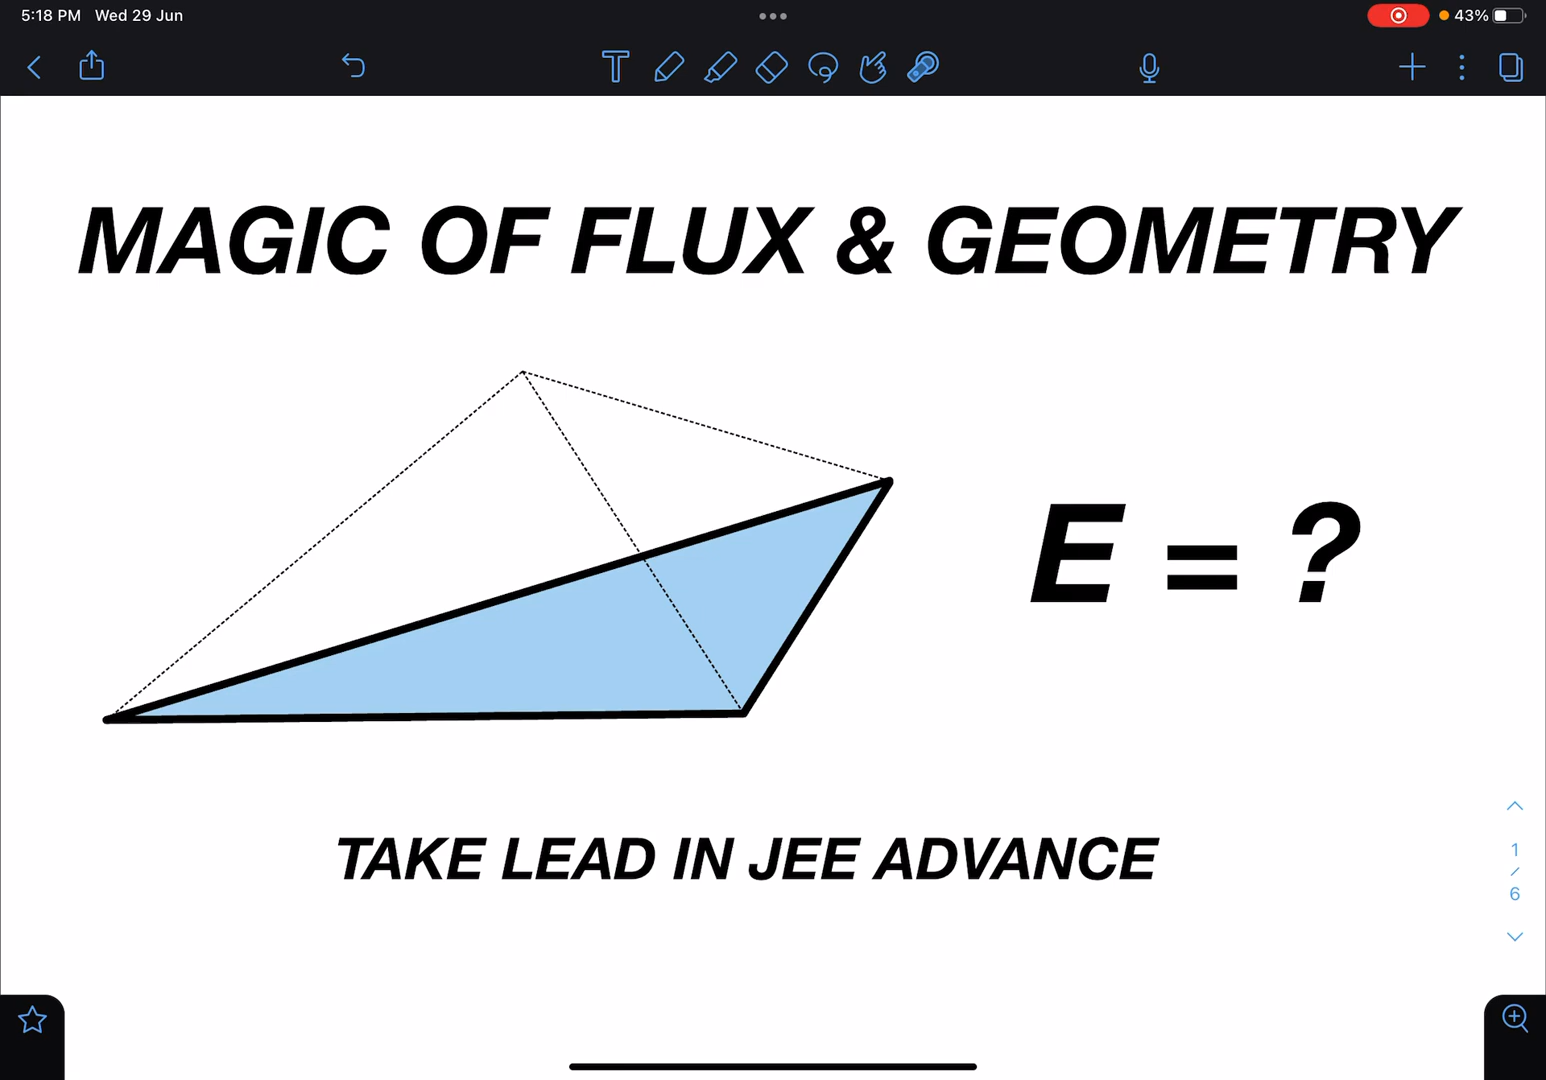 5:18 PM Wed 29 Jun
43%
MAGIC OF FLUX & GEOMETRY
E = ?
TAKE LEAD IN JEE ADVANCE
1
/
6